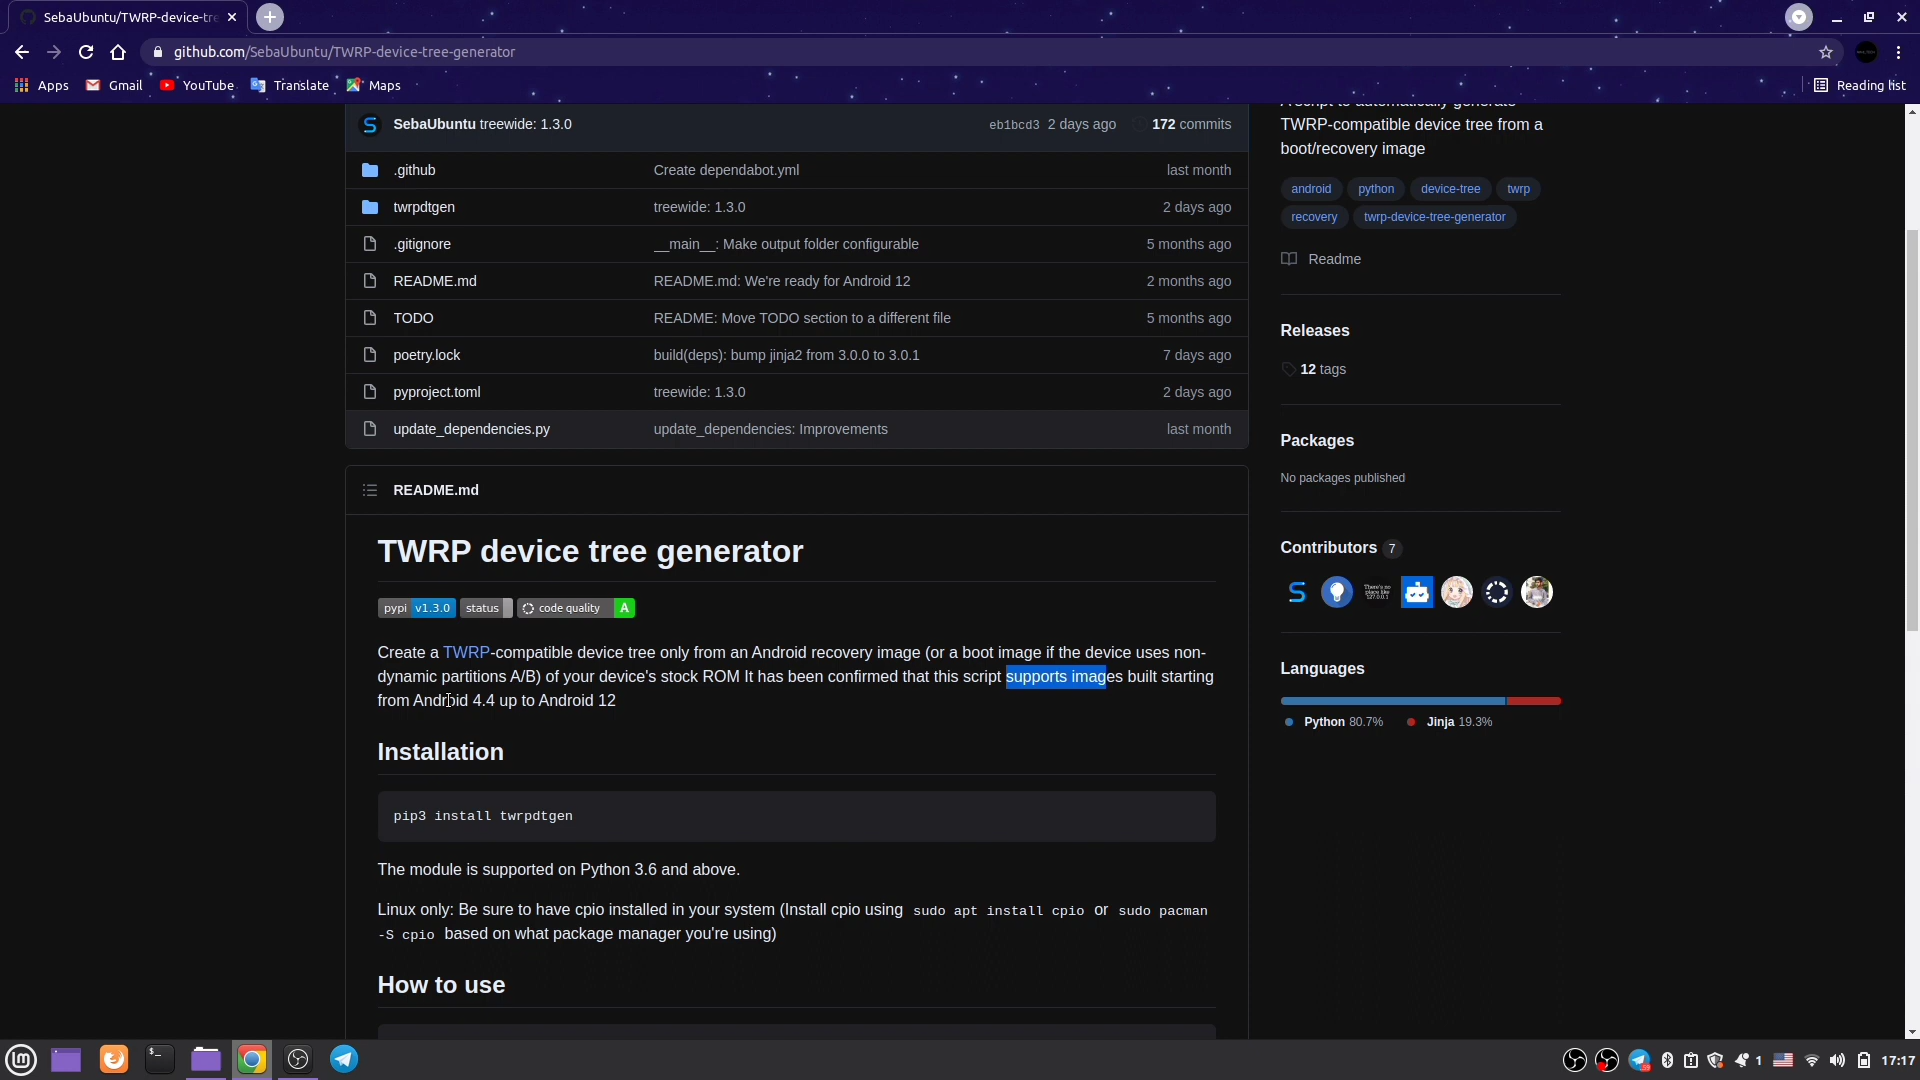 SebaUbuntu/TWRP-device-tre
github.com/SebaUbuntu/TWRP-device-tree-generator
Apps
Gmail
YouTube
Translate
Maps
Reading list
SebaUbuntu treewide: 1.3.0
eb1bcd3 2 days ago
172 commits
.github
Create dependabot.yml
last month
twrpdtgen
treewide: 1.3.0
2 days ago
.gitignore
__main__: Make output folder configurable
5 months ago
README.md
README.md: We're ready for Android 12
2 months ago
TODO
README: Move TODO section to a different file
5 months ago
poetry.lock
build(deps): bump jinja2 from 3.0.0 to 3.0.1
7 days ago
pyproject.toml
treewide: 1.3.0
2 days ago
update_dependencies.py
update_dependencies: Improvements
last month
README.md
TWRP device tree generator
pypi v1.3.0
status
code quality A
Create a TWRP-compatible device tree only from an Android recovery image (or a boot image if the device uses non-
dynamic partitions A/B) of your device's stock ROM It has been confirmed that this script supports images built starting
from Android 4.4 up to Android 12
Installation
pip3 install twrpdtgen
The module is supported on Python 3.6 and above.
Linux only: Be sure to have cpio installed in your system (Install cpio using sudo apt install cpio or sudo pacman
-S cpio based on what package manager you're using)
How to use
A script to automatically generate
TWRP-compatible device tree from a
boot/recovery image
android
python
device-tree
twrp
recovery
twrp-device-tree-generator
Readme
Releases
12 tags
Packages
No packages published
Contributors 7
Languages
Python 80.7%
Jinja 19.3%
1
17:17